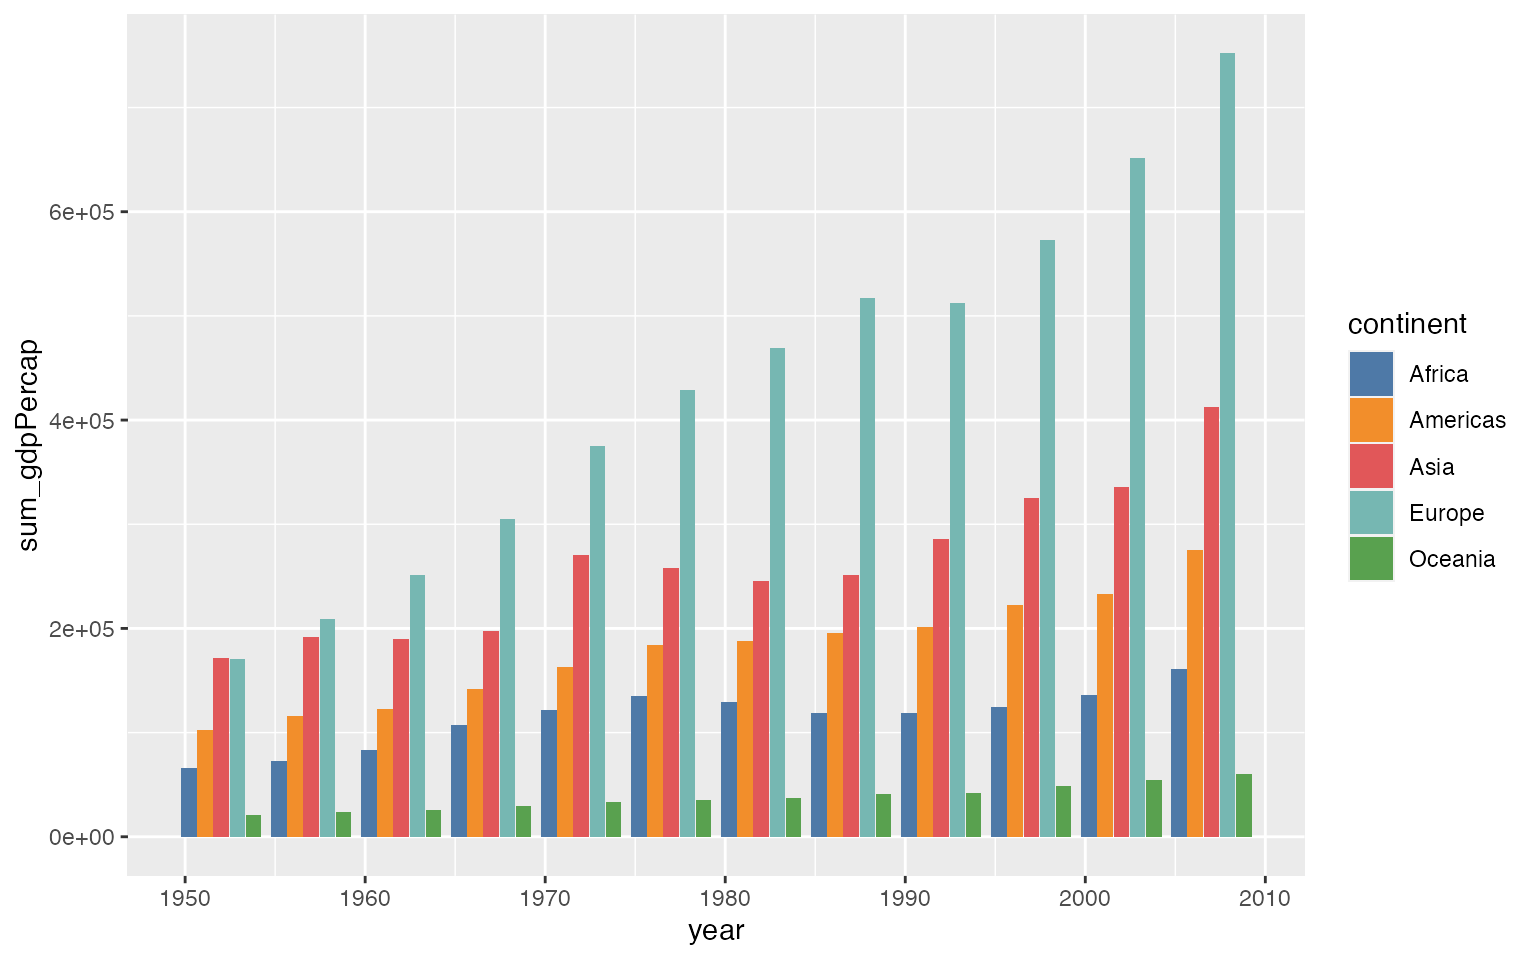 sum_gdpPercap
6e+05
4e+05
2e+05
0e+00
1950 1960 1970 1980 1990 2000 2010
year
continent
Africa
Americas
Asia
Europe
Oceania